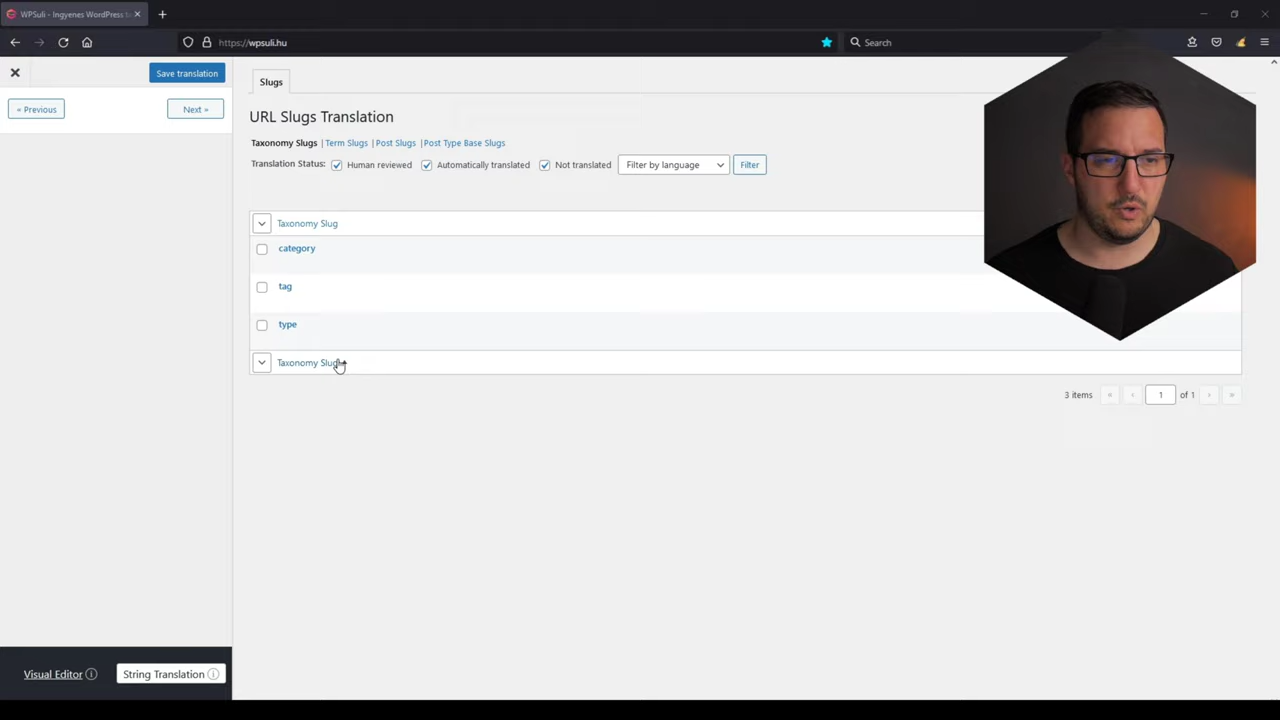 WPSuli - Ingyenes WordPress ta
https://wpsuli.hu
Search
Save translation
« Previous
Next »
Slugs
URL Slugs Translation
Taxonomy Slugs | Term Slugs | Post Slugs | Post Type Base Slugs
Translation Status: Human reviewed Automatically translated Not translated Filter by language Filter
Taxonomy Slug
category
tag
type
Taxonomy Slug
3 items « ‹ 1 of 1 › »
Visual Editor
String Translation